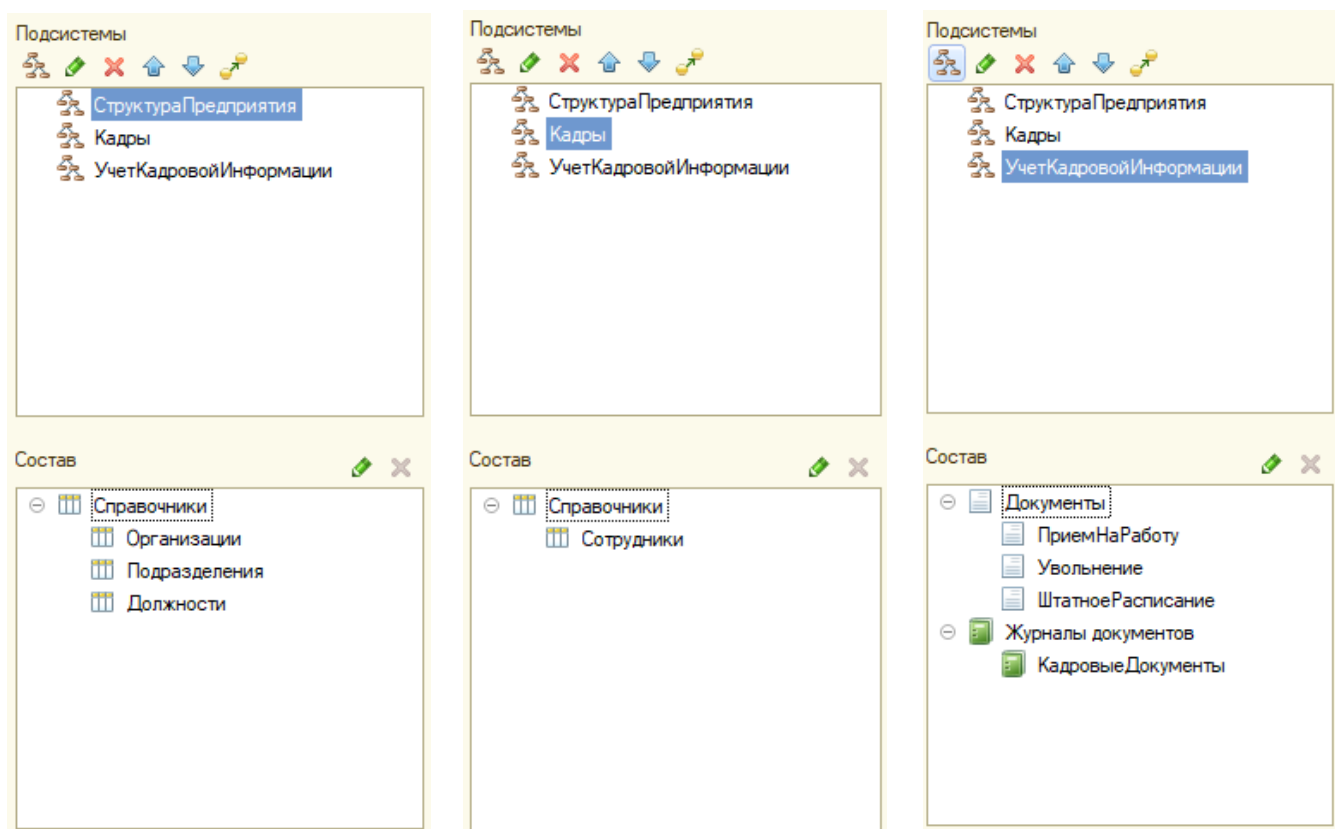 Подсистемы
СтруктураПредприятия
Кадры
УчетКадровойИнформации
Состав
Справочники
Организации
Подразделения
Должности
Подсистемы
СтруктураПредприятия
Кадры
УчетКадровойИнформации
Состав
Справочники
Сотрудники
Подсистемы
СтруктураПредприятия
Кадры
УчетКадровойИнформации
Состав
Документы
ПриемНаРаботу
Увольнение
ШтатноеРасписание
Журналы документов
КадровыеДокументы